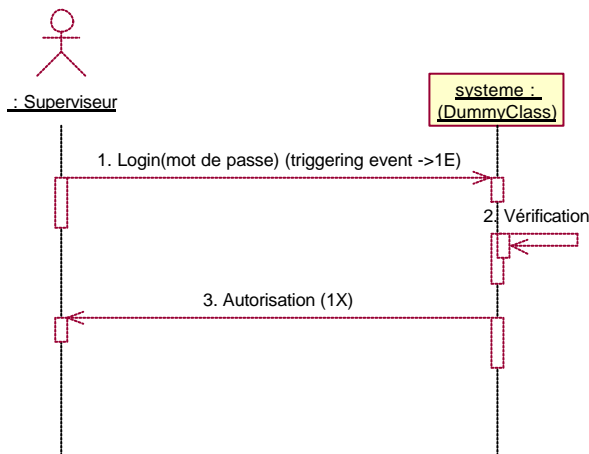 : Superviseur
systeme :
(DummyClass)
1. Login(mot de passe) (triggering event ->1E)
2. Vérification
3. Autorisation (1X)